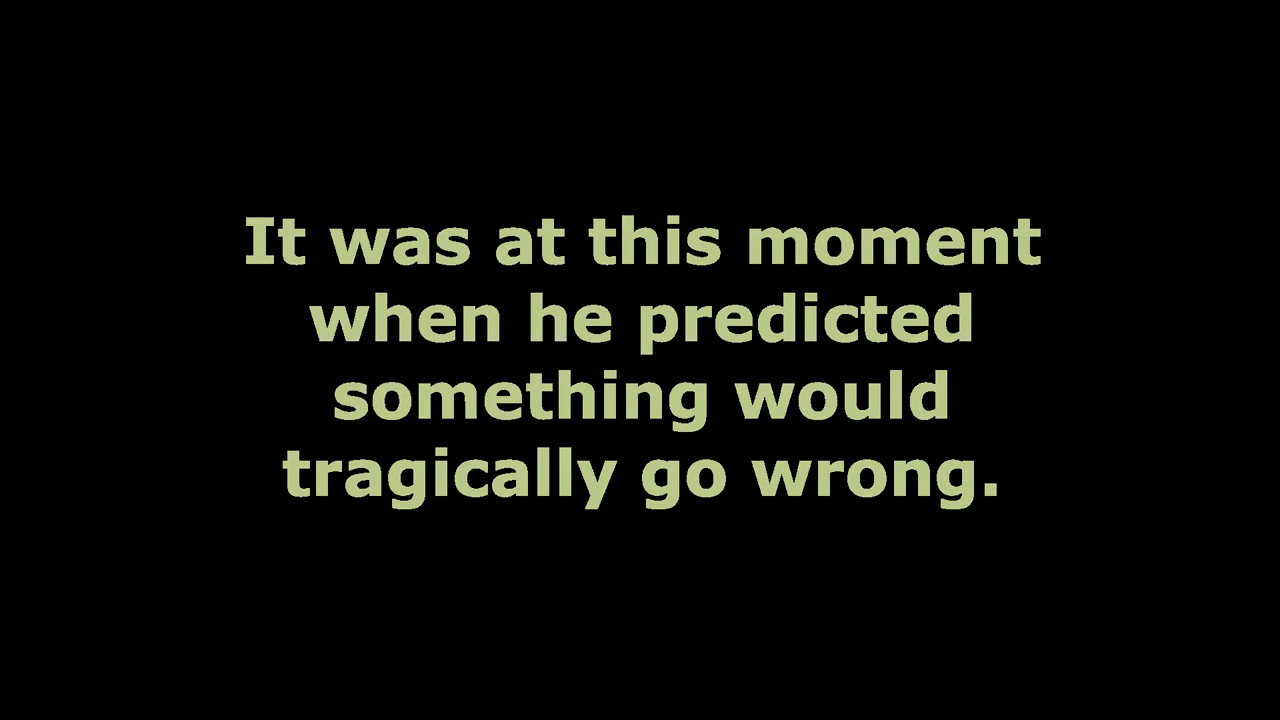 It was at this moment
when he predicted
something would
tragically go wrong.